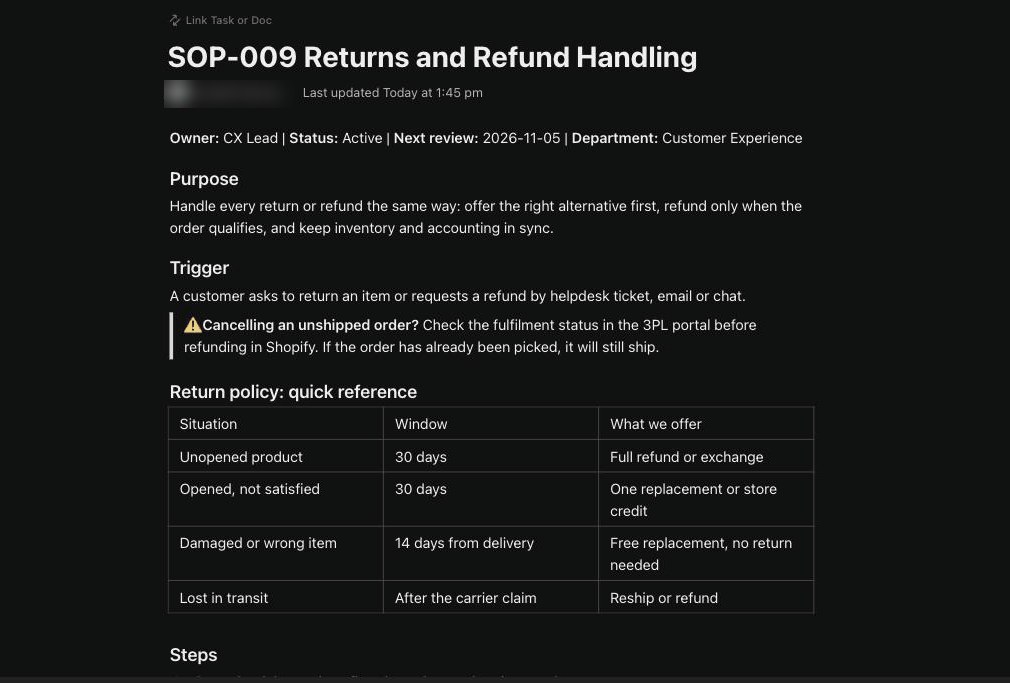 Link Task or Doc
SOP-009 Returns and Refund Handling
Last updated Today at 1:45 pm
Owner: CX Lead | Status: Active | Next review: 2026-11-05 | Department: Customer Experience
Purpose
Handle every return or refund the same way: offer the right alternative first, refund only when the
order qualifies, and keep inventory and accounting in sync.
Trigger
A customer asks to return an item or requests a refund by helpdesk ticket, email or chat.
⚠️Cancelling an unshipped order? Check the fulfilment status in the 3PL portal before
refunding in Shopify. If the order has already been picked, it will still ship.
Return policy: quick reference
Situation Window What we offer
Unopened product 30 days Full refund or exchange
Opened, not satisfied 30 days One replacement or store
credit
Damaged or wrong item 14 days from delivery Free replacement, no return
needed
Lost in transit After the carrier claim Reship or refund
Steps